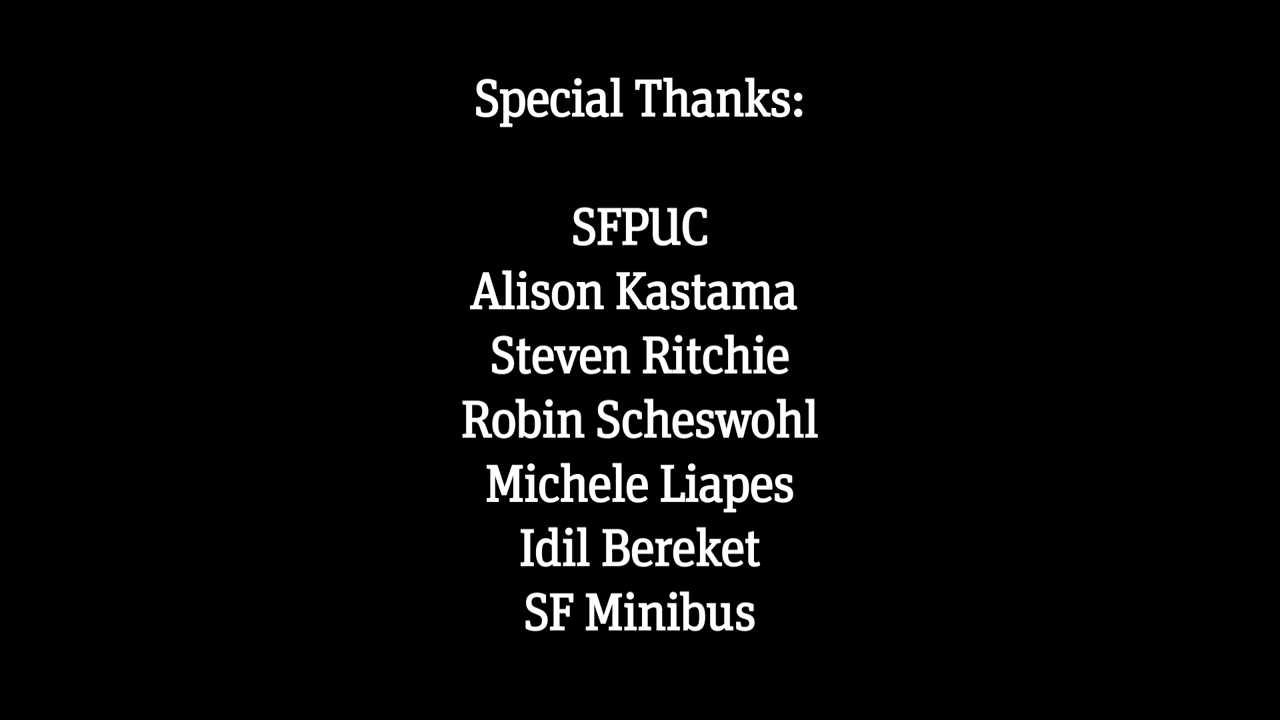 Special Thanks:
SFPUC
Alison Kastama
Steven Ritchie
Robin Scheswohl
Michele Liapes
Idil Bereket
SF Minibus